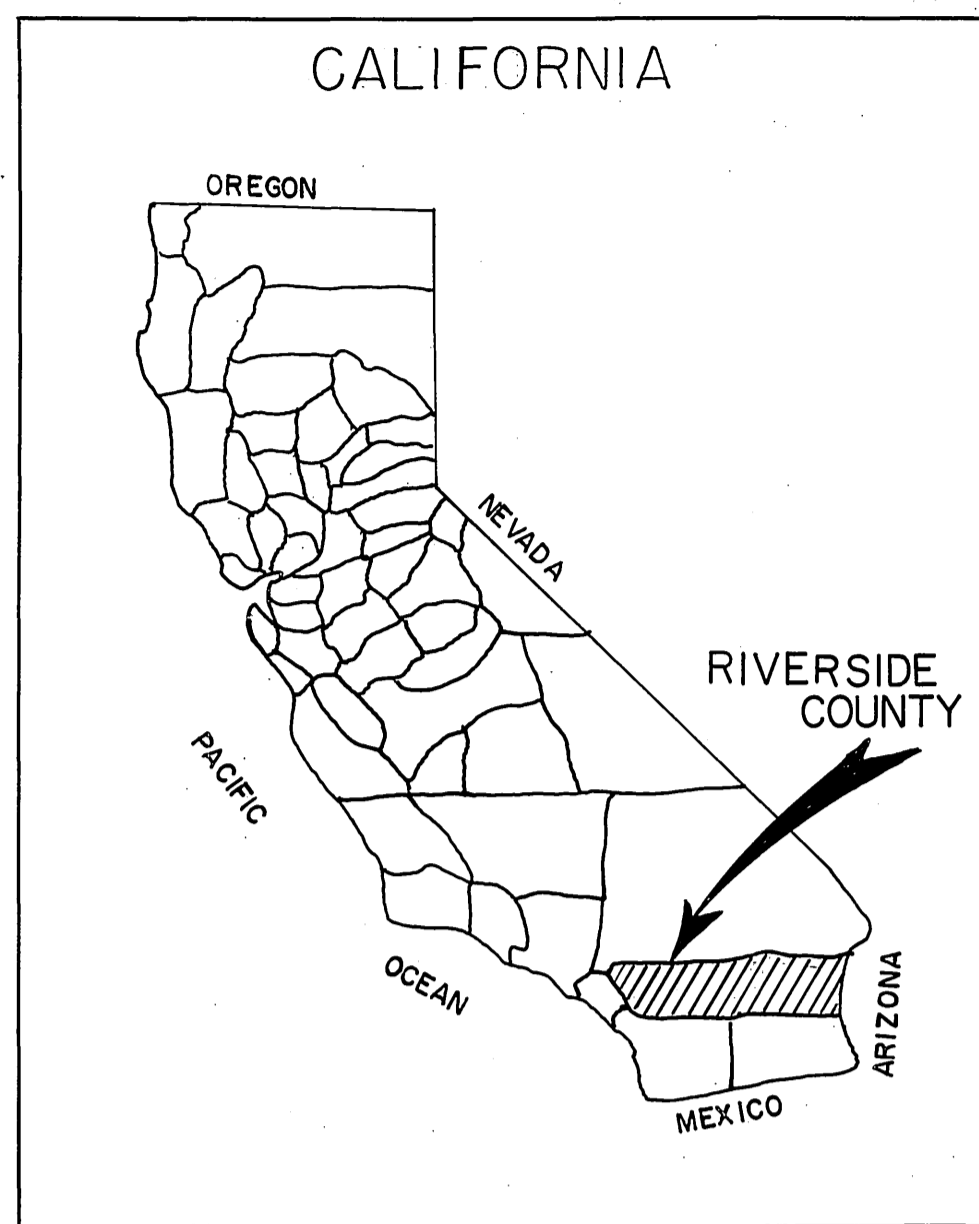 CALIFORNIA
OREGON
NEVADA
RIVERSIDE
COUNTY
PACIFIC
OCEAN
ARIZONA
MEXICO